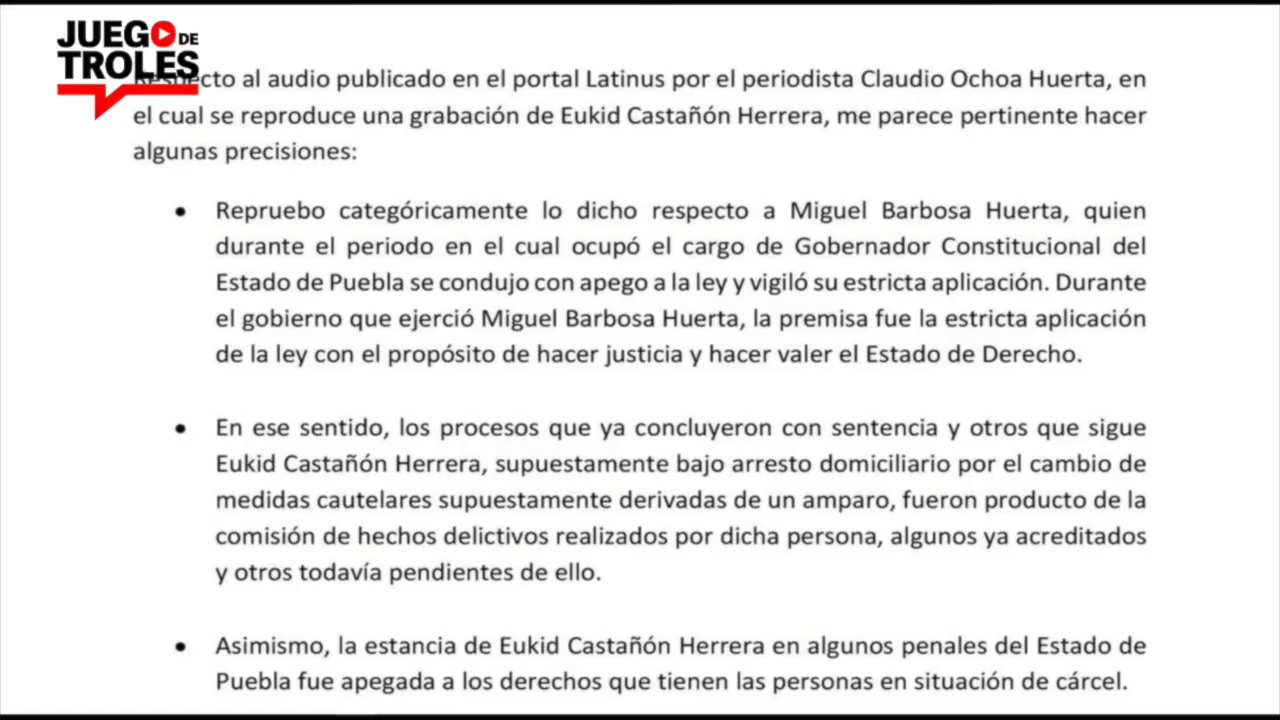 JUEGO DE
TROLES
Respecto al audio publicado en el portal Latinus por el periodista Claudio Ochoa Huerta, en
el cual se reproduce una grabación de Eukid Castañón Herrera, me parece pertinente hacer
algunas precisiones:
• Repruebo categóricamente lo dicho respecto a Miguel Barbosa Huerta, quien
durante el periodo en el cual ocupó el cargo de Gobernador Constitucional del
Estado de Puebla se condujo con apego a la ley y vigiló su estricta aplicación. Durante
el gobierno que ejerció Miguel Barbosa Huerta, la premisa fue la estricta aplicación
de la ley con el propósito de hacer justicia y hacer valer el Estado de Derecho.
• En ese sentido, los procesos que ya concluyeron con sentencia y otros que sigue
Eukid Castañón Herrera, supuestamente bajo arresto domiciliario por el cambio de
medidas cautelares supuestamente derivadas de un amparo, fueron producto de la
comisión de hechos delictivos realizados por dicha persona, algunos ya acreditados
y otros todavía pendientes de ello.
• Asimismo, la estancia de Eukid Castañón Herrera en algunos penales del Estado de
Puebla fue apegada a los derechos que tienen las personas en situación de cárcel.